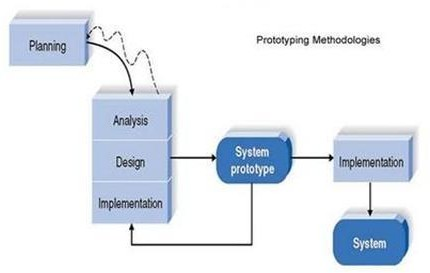 Prototyping Methodologies
Planning
Analysis
Design
Implementation
System
prototype
Implementation
System